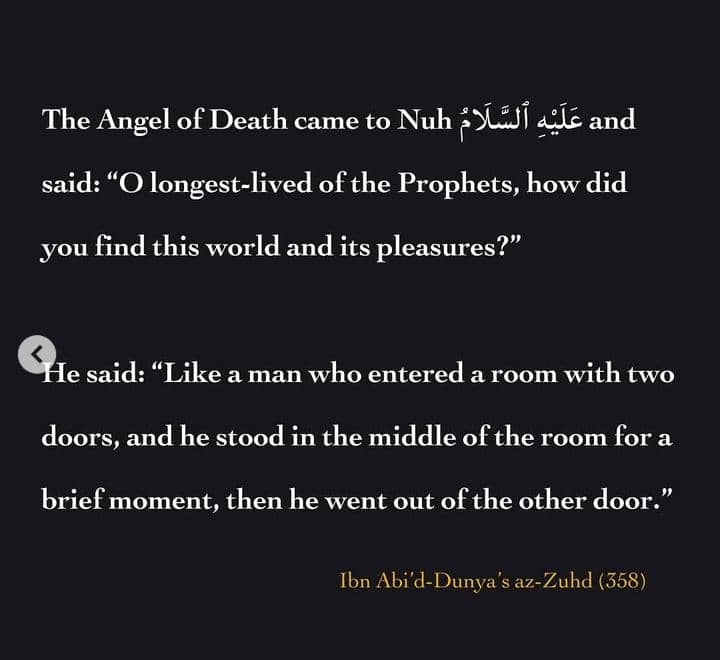 The Angel of Death came to Nuh عَلَيْهِ ٱلسَّلَامُ and
said: “O longest-lived of the Prophets, how did
you find this world and its pleasures?”
He said: “Like a man who entered a room with two
doors, and he stood in the middle of the room for a
brief moment, then he went out of the other door.”
Ibn Abi’d-Dunya’s az-Zuhd (358)